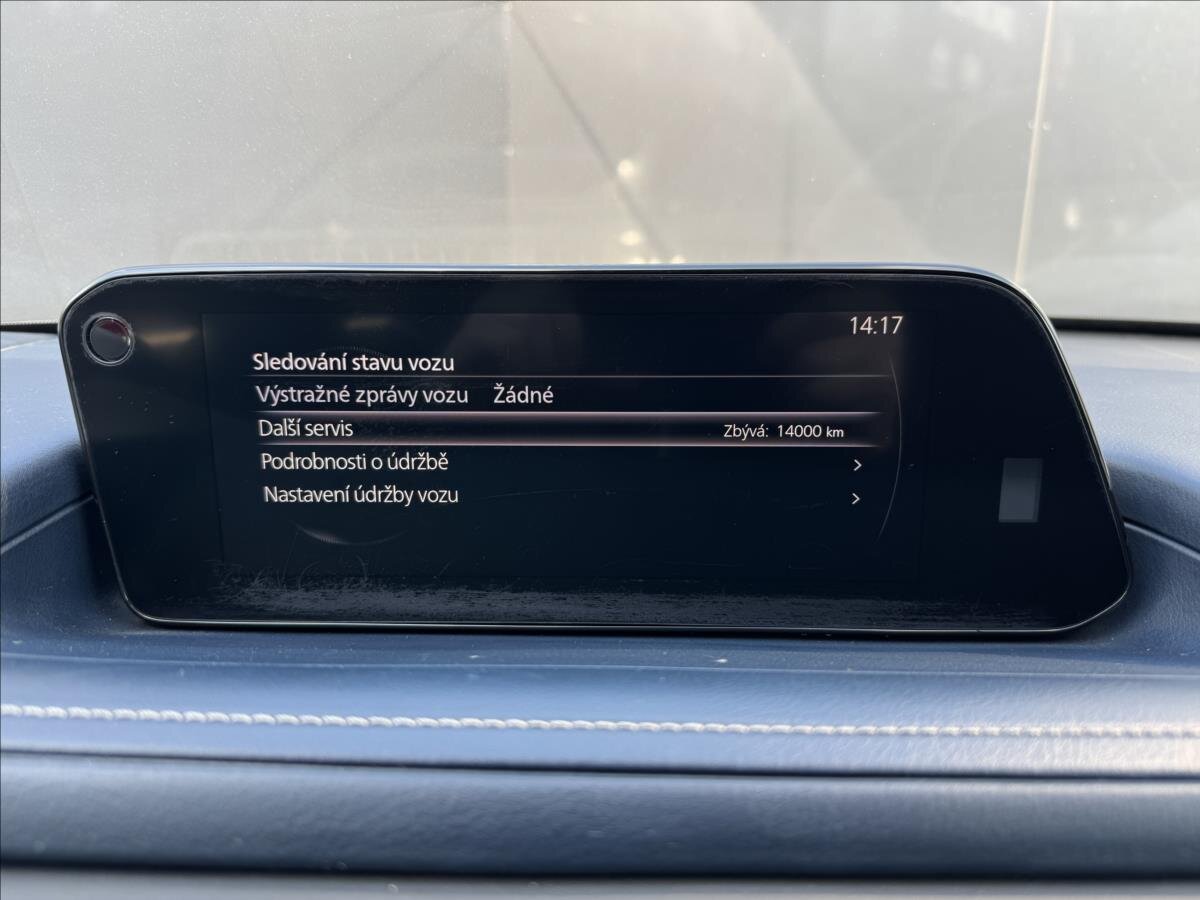 14:17
Sledování stavu vozu
Výstražné zprávy vozu Žádné
Další servis Zbývá: 14000 km
Podrobnosti o údržbě >
Nastavení údržby vozu >